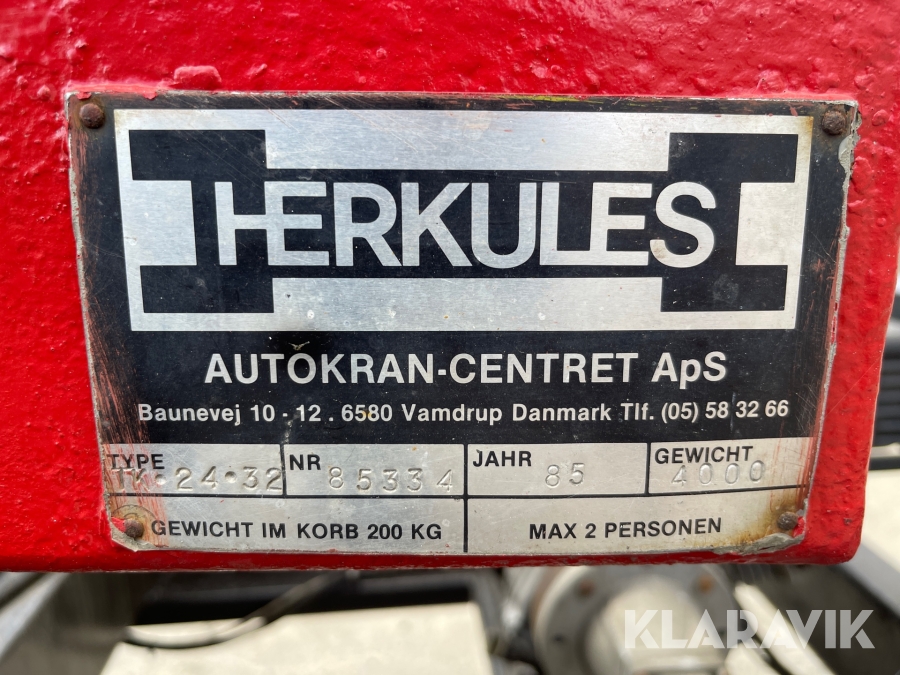 HERKULES
AUTOKRAN-CENTRET ApS
Baunevej 10 - 12 . 6580 Vamdrup Danmark Tlf. (05) 58 32 66
TYPE TK·24·32 NR 85334 JAHR 85 GEWICHT 4000
GEWICHT IM KORB 200 KG MAX 2 PERSONEN
KLARAVIK